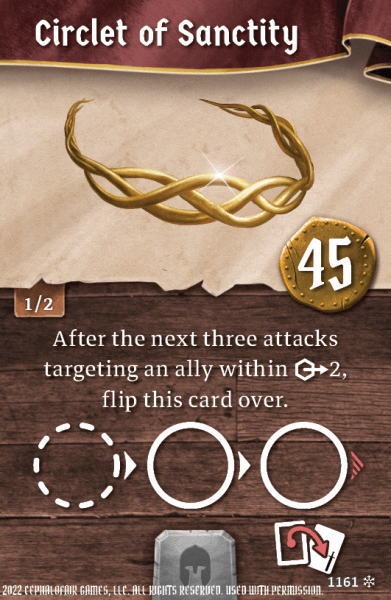 Circlet of Sanctity
45
1/2
After the next three attacks
targeting an ally within 2,
flip this card over.
1161
2022 CEPHALOFAIR GAMES, LLC. ALL RIGHTS RESERVED. USED WITH PERMISSION.